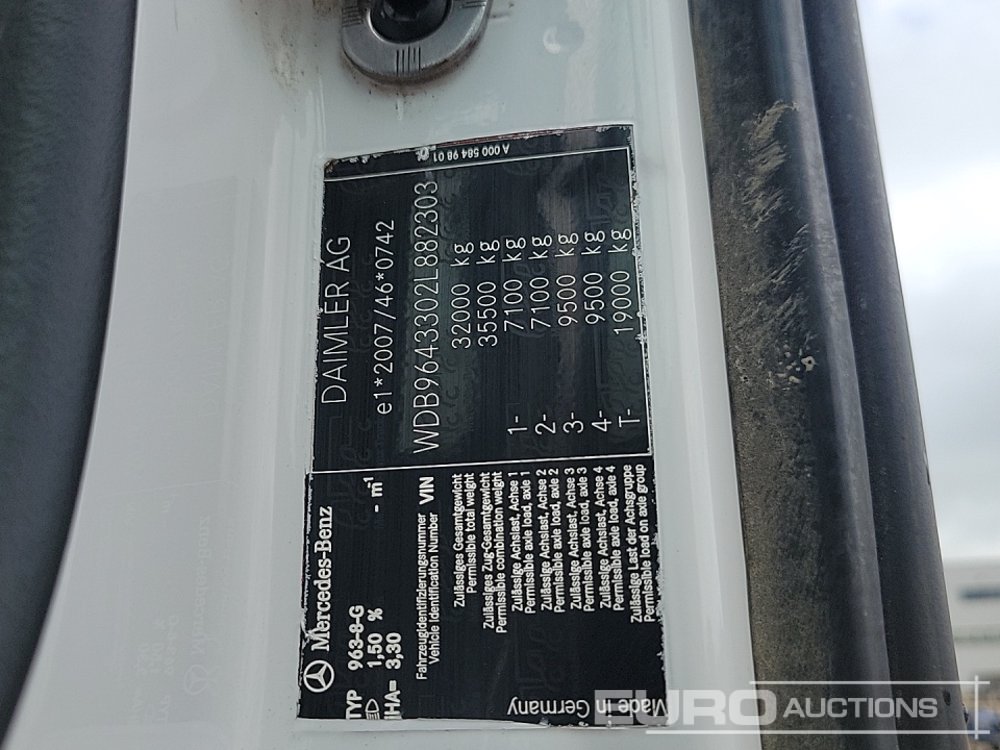 Mercedes-Benz DAIMLER AG
TYP 963-8-G e1*2007/46*0742
1,50 % - m⁻¹
IHA= 3,30
Fahrzeugidentifizierungsnummer
Vehicle Identification Number VIN WDB9643302L882303
Zulässiges Gesamtgewicht
Permissible total weight 32000 kg
Zulässiges Zug-Gesamtgewicht
Permissible combination weight 35500 kg
Zulässige Achslast, Achse 1
Permissible axle load, axle 1 1- 7100 kg
Zulässige Achslast, Achse 2
Permissible axle load, axle 2 2- 7100 kg
Zulässige Achslast, Achse 3
Permissible axle load, axle 3 3- 9500 kg
Zulässige Achslast, Achse 4
Permissible axle load, axle 4 4- 9500 kg
Zulässige Last der Achsgruppe
Permissible load on axle group T- 19000 kg
Made in Germany
A 000 584 98 01
EURO AUCTIONS